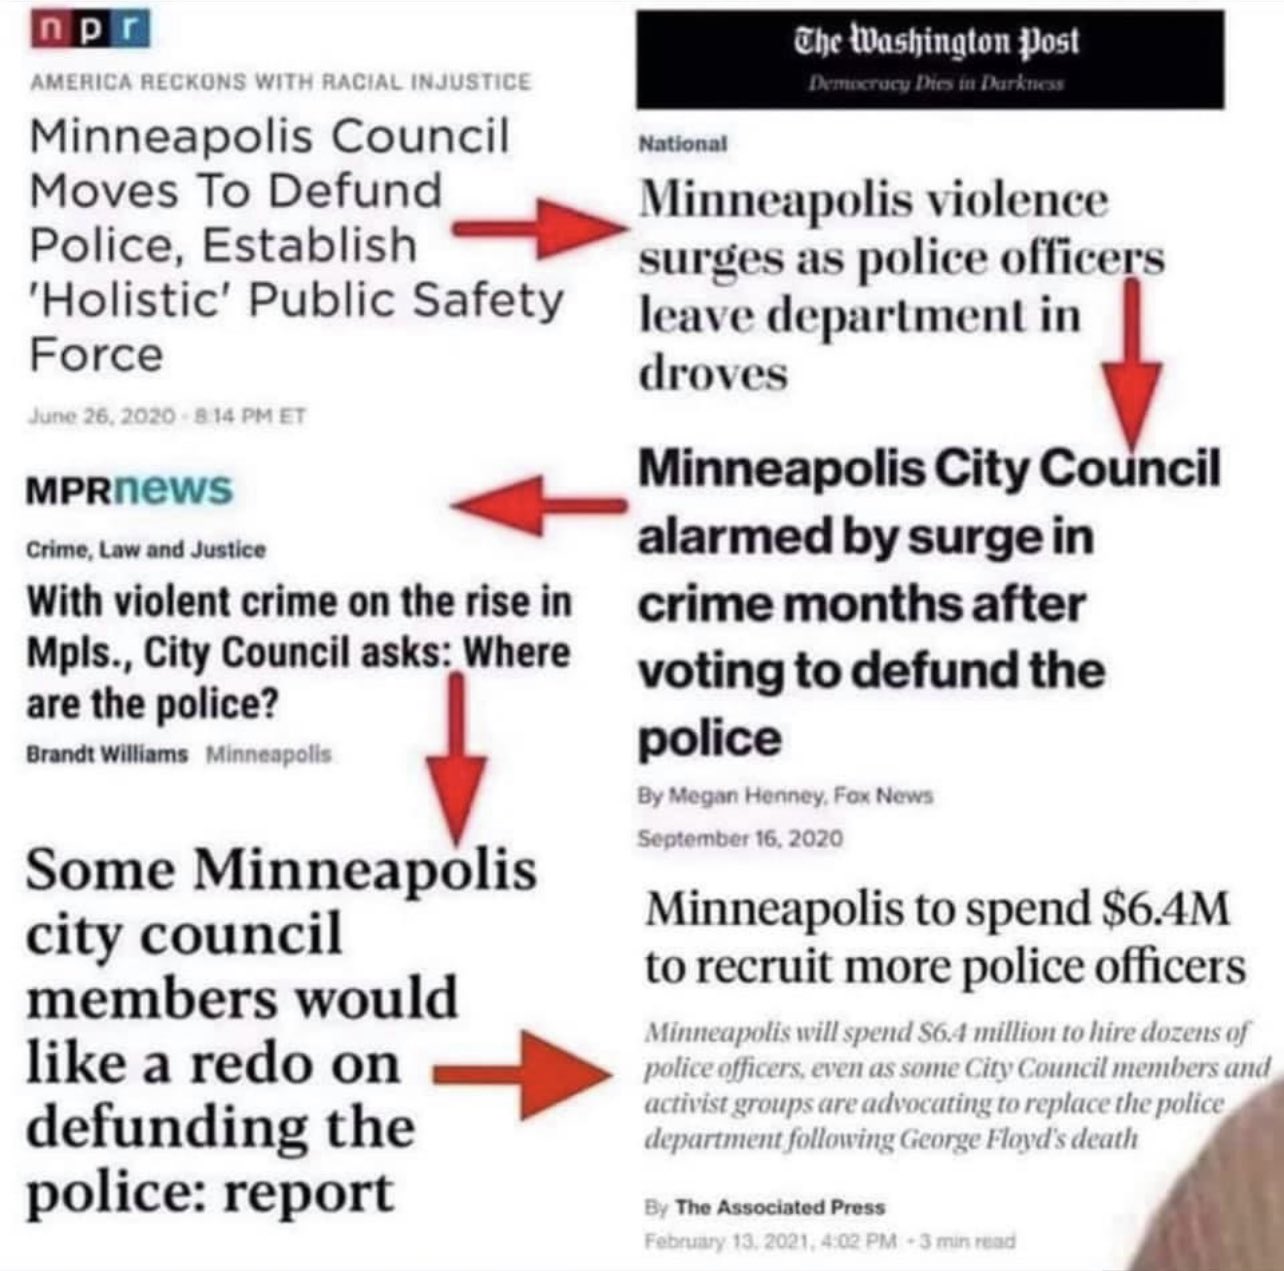 npr
AMERICA RECKONS WITH RACIAL INJUSTICE
Minneapolis Council
Moves To Defund
Police, Establish
'Holistic' Public Safety
Force
June 26, 2020 · 8:14 PM ET
The Washington Post
Democracy Dies in Darkness
National
Minneapolis violence
surges as police officers
leave department in
droves
Minneapolis City Council
alarmed by surge in
crime months after
voting to defund the
police
By Megan Henney, Fox News
September 16, 2020
MPRnews
Crime, Law and Justice
With violent crime on the rise in
Mpls., City Council asks: Where
are the police?
Brandt Williams Minneapolis
Some Minneapolis
city council
members would
like a redo on
defunding the
police: report
Minneapolis to spend $6.4M
to recruit more police officers
Minneapolis will spend $6.4 million to hire dozens of
police officers, even as some City Council members and
activist groups are advocating to replace the police
department following George Floyd's death
By The Associated Press
February 13, 2021, 4:02 PM • 3 min read